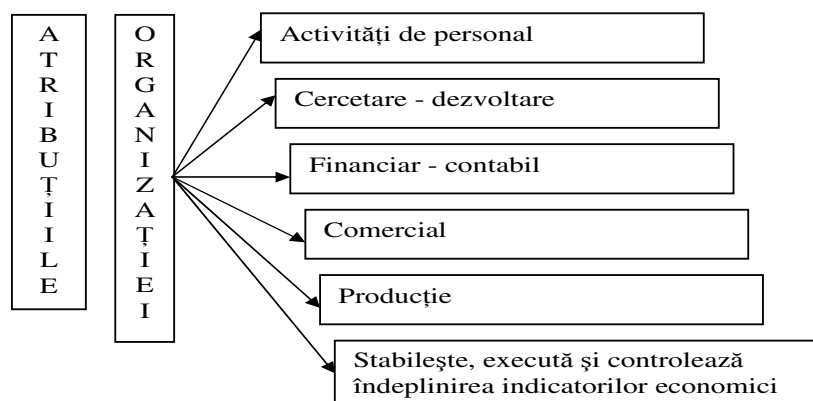 ATRIBUȚIILE
ORGANIZAȚIEI
Activități de personal
Cercetare - dezvoltare
Financiar - contabil
Comercial
Producție
Stabileşte, execută şi controlează
îndeplinirea indicatorilor economici